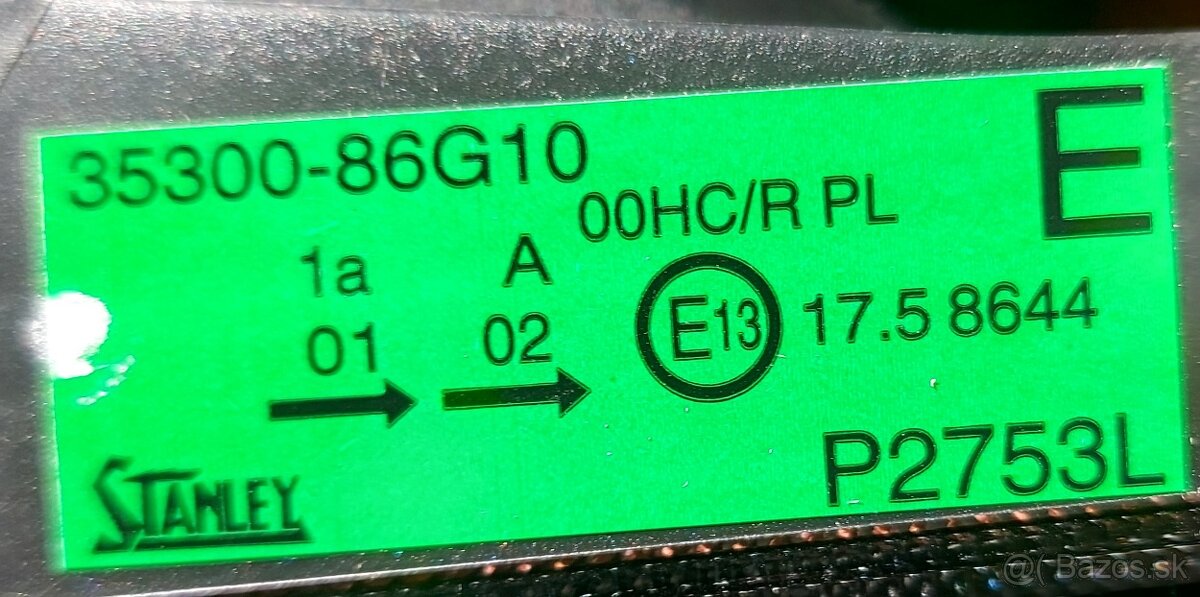 35300-86G10
E
00HC/R PL
1a A
01 02
E13 17.5 8644
P2753L
STANLEY
@( Bazos.sk